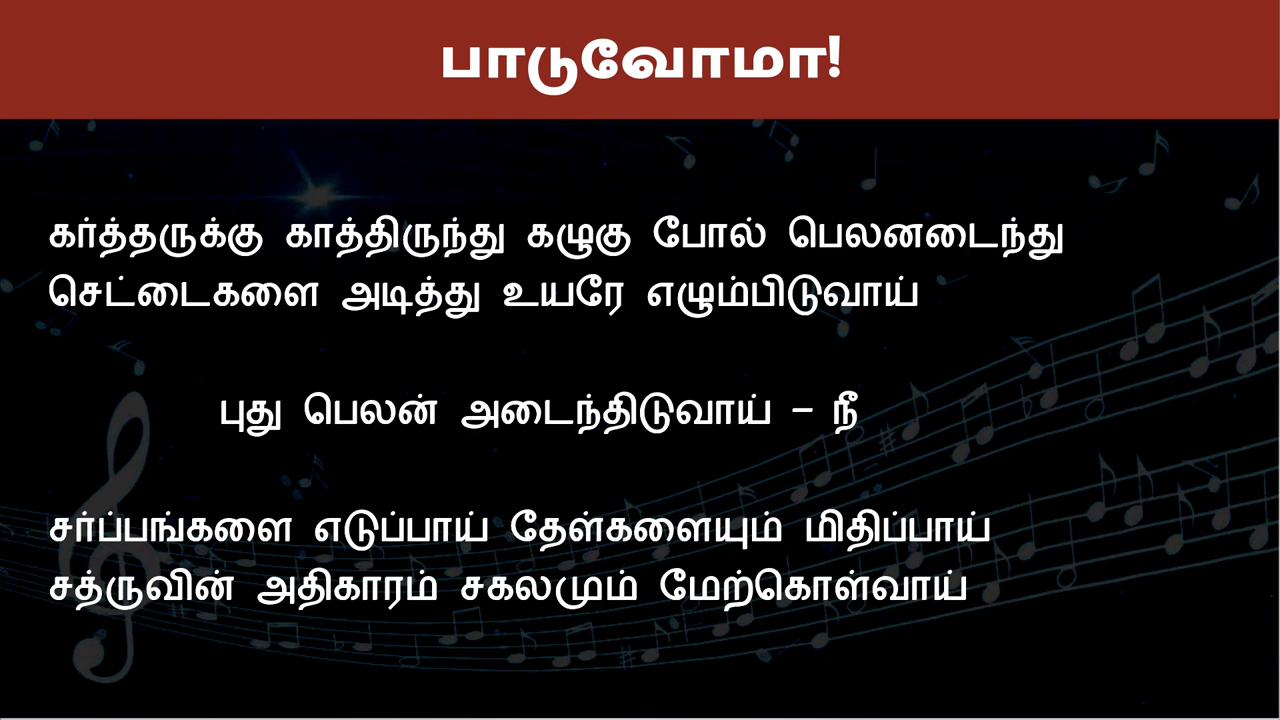 பாடுவோமா!
கர்த்தருக்கு காத்திருந்து கழுகு போல் பெலனடைந்து
செட்டைகளை அடித்து உயரே எழும்பிடுவாய்
புது பெலன் அடைந்திடுவாய் – நீ
சர்ப்பங்களை எடுப்பாய் தேள்களையும் மிதிப்பாய்
சத்ருவின் அதிகாரம் சகலமும் மேற்கொள்வாய்